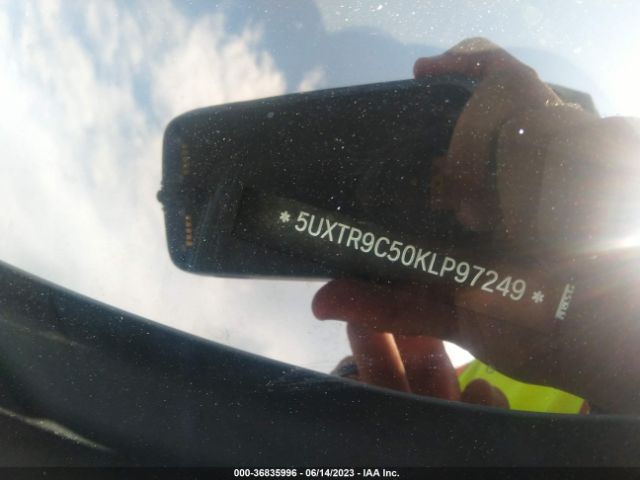 * 5UXTR9C50KLP97249 *
000-36835996 - 06/14/2023 - IAA Inc.